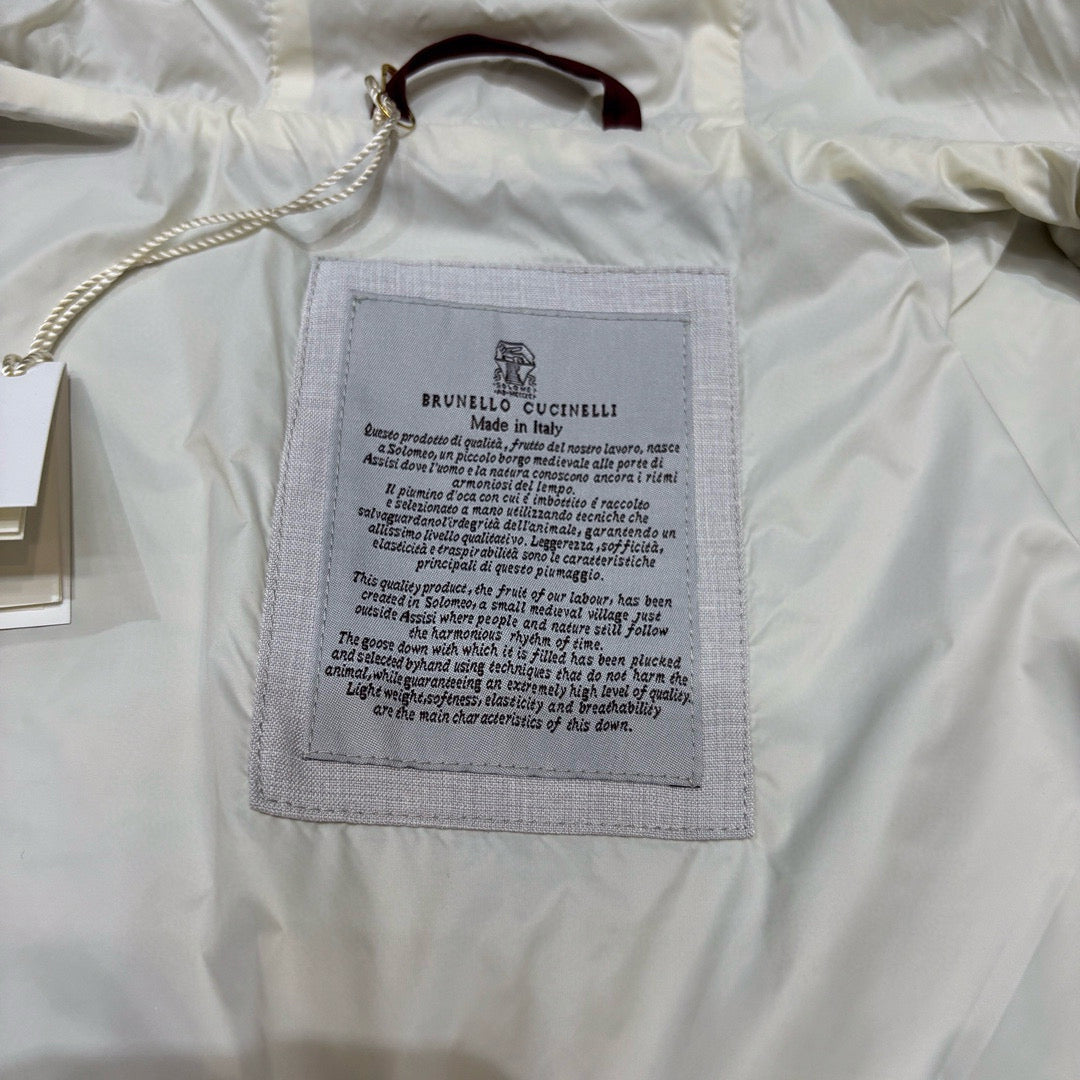 SOLOMEO
BRUNELLO CUCINELLI
Made in Italy
Questo prodotto di qualità, frutto del nostro lavoro, nasce
a Solomeo, un piccolo borgo medievale alle porte di
Assisi dove l'uomo e la natura conoscono ancora i ritmi
armoniosi del tempo.
Il piumino d'oca con cui é imbottito é raccolto
e selezionato a mano utilizzando tecniche che
salvaguardano l'irdegrità dell'animale, garantendo un
altissimo livello qualitativo. Leggerezza, sofficità,
elasticità e traspirabilità sono le caratteristiche
principali di questo piumaggio.
This quality product, the fruit of our labour, has been
created in Solomeo, a small medieval village just
outside Assisi where people and nature still follow
the harmonious rhythm of time.
The goose down with which it is filled has been plucked
and selected byhand using techniques that do not harm the
animal, while guaranteeing an extremely high level of quality.
Light weight, softness, elasticity and breathability
are the main characteristics of this down.